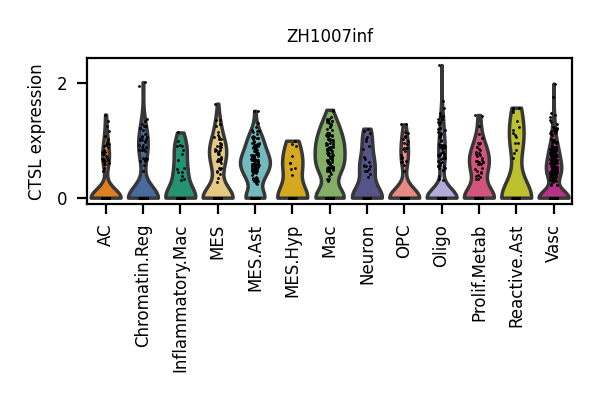 ZH1007inf
CTSL expression
2
0
AC
Chromatin.Reg
Inflammatory.Mac
MES
MES.Ast
MES.Hyp
Mac
Neuron
OPC
Oligo
Prolif.Metab
Reactive.Ast
Vasc